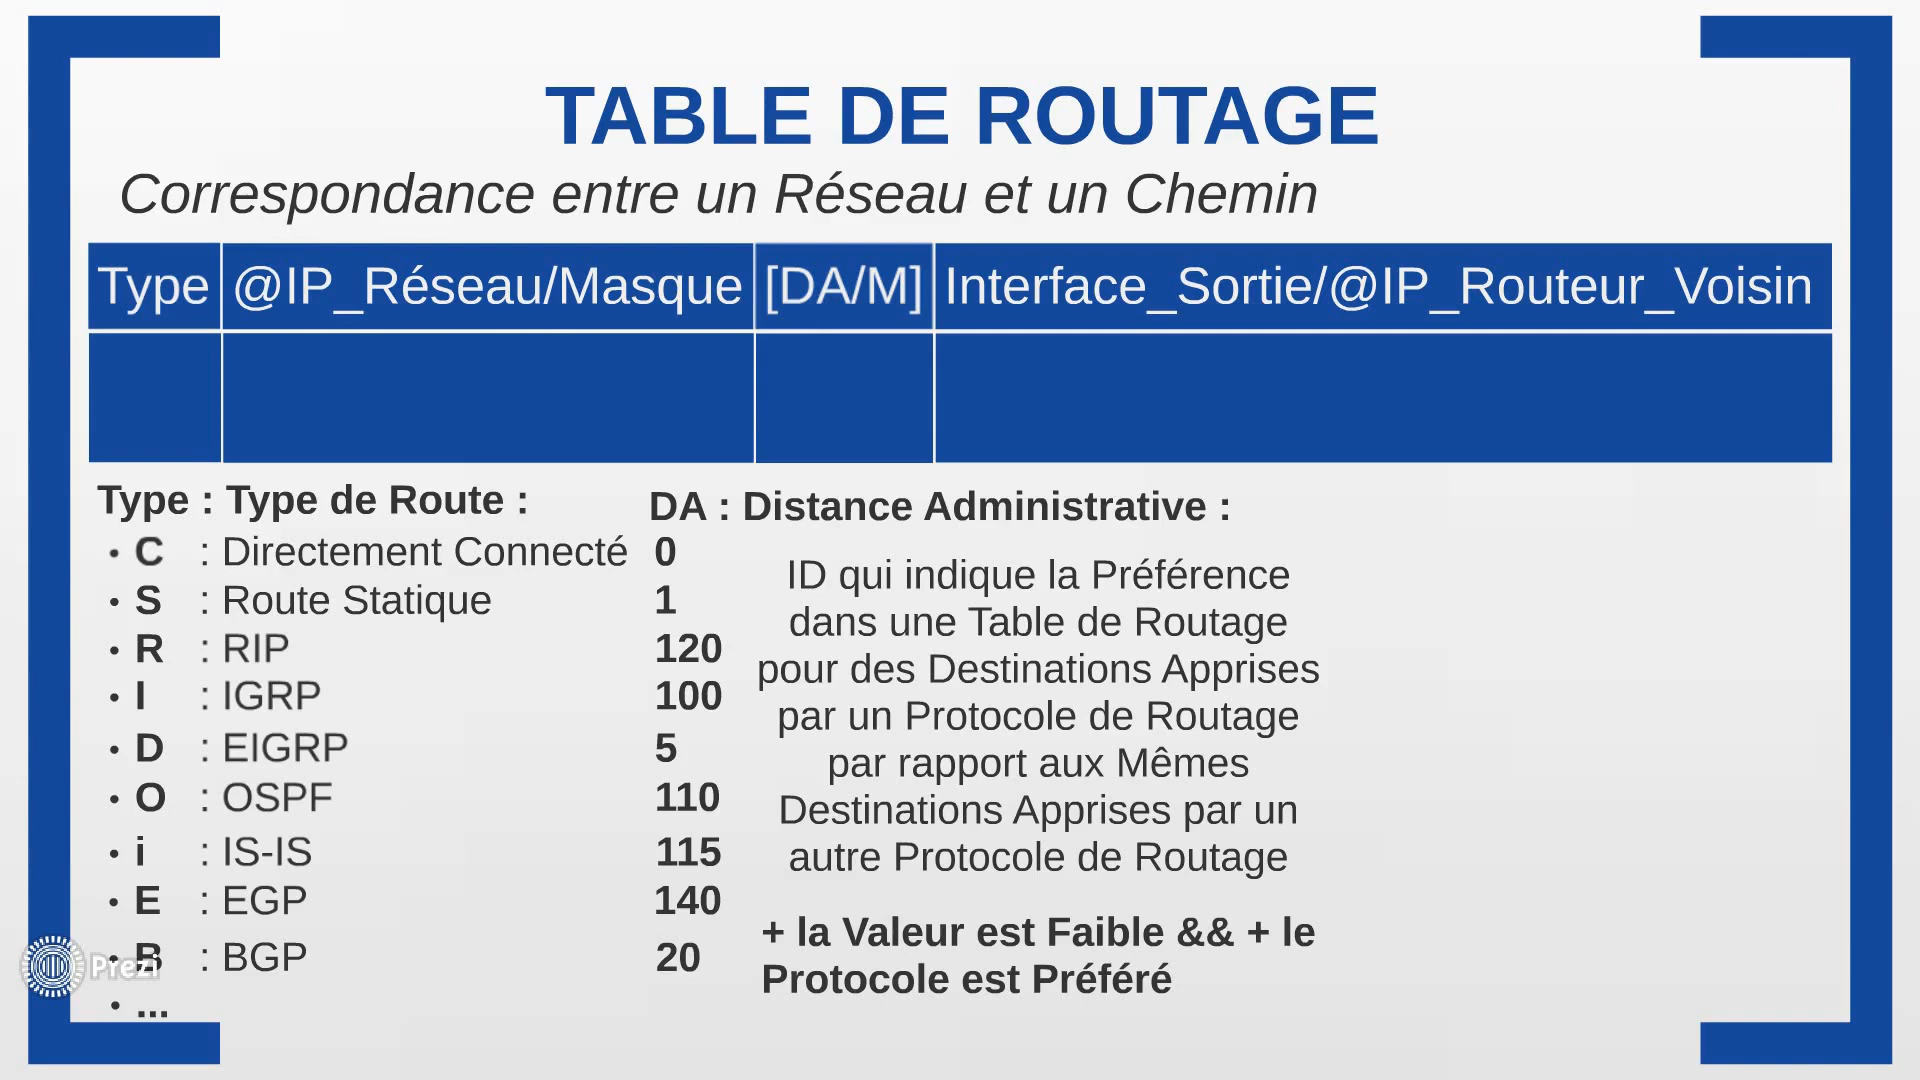 TABLE DE ROUTAGE
Correspondance entre un Réseau et un Chemin
Type @IP_Réseau/Masque [DA/M] Interface_Sortie/@IP_Routeur_Voisin
Type : Type de Route :
• C : Directement Connecté 0
• S : Route Statique 1
• R : RIP 120
• I : IGRP 100
• D : EIGRP 5
• O : OSPF 110
• i : IS-IS 115
• E : EGP 140
• B : BGP 20
• ...
DA : Distance Administrative :
ID qui indique la Préférence
dans une Table de Routage
pour des Destinations Apprises
par un Protocole de Routage
par rapport aux Mêmes
Destinations Apprises par un
autre Protocole de Routage
+ la Valeur est Faible && + le
Protocole est Préféré
Prezi